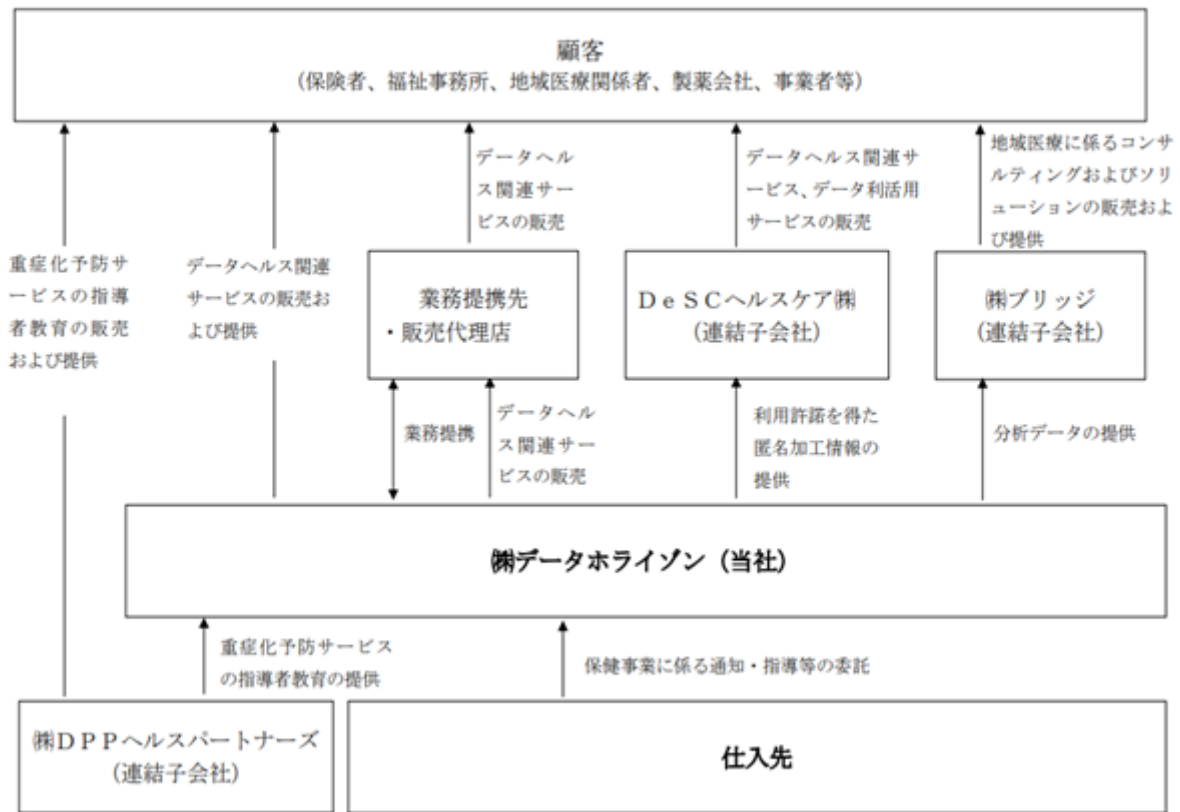 顧客
(保険者、福祉事務所、地域医療関係者、製薬会社、事業者等)
重症化予防サ
ービスの指導
者教育の販売
および提供
データヘルス関連
サービスの販売お
よび提供
データヘル
ス関連サー
ビスの販売
データヘルス関連サ
ービス、データ利活用
サービスの販売
地域医療に係るコンサ
ルティングおよびソリ
ューションの販売およ
び提供
業務提携先
・販売代理店
DeSCヘルスケア㈱
(連結子会社)
㈱ブリッジ
(連結子会社)
業務提携
データヘル
ス関連サー
ビスの販売
利用許諾を得た
匿名加工情報の
提供
分析データの提供
㈱データホライゾン(当社)
重症化予防サービス
の指導者教育の提供
保健事業に係る通知・指導等の委託
㈱DPPヘルスパートナーズ
(連結子会社)
仕入先